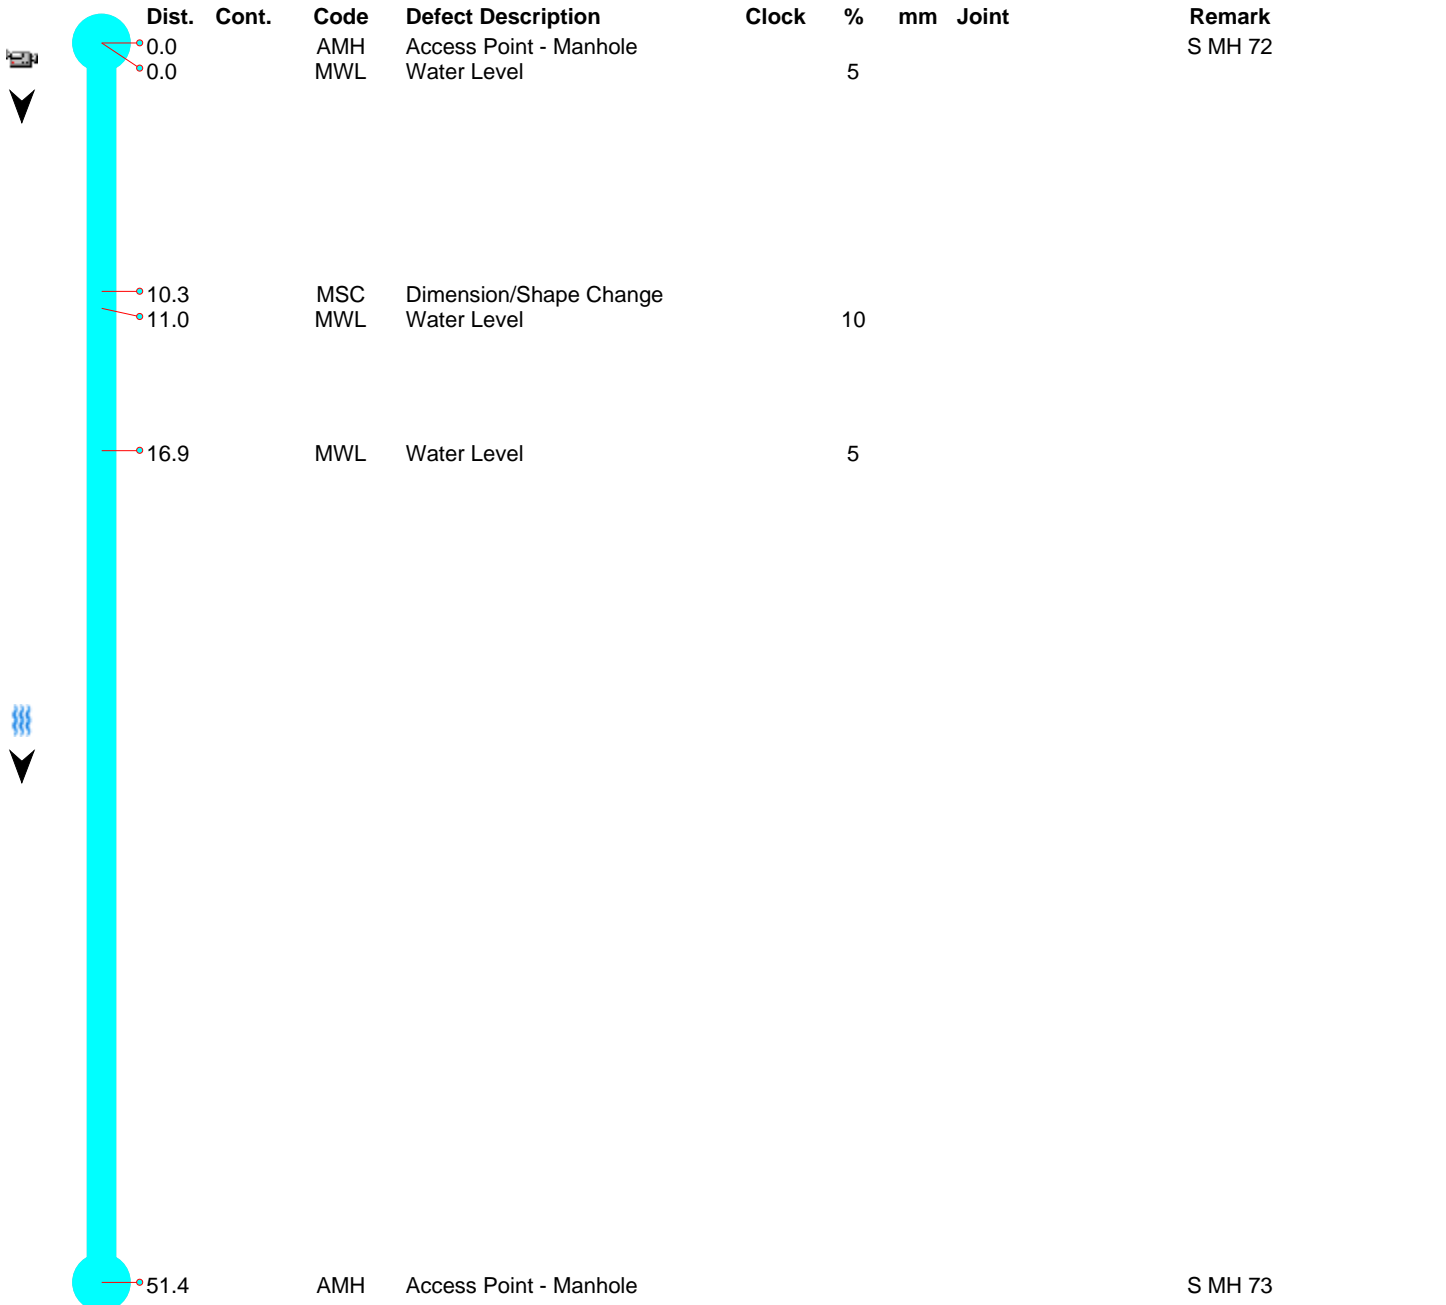 Dist. Cont. Code Defect Description Clock % mm Joint Remark
0.0 AMH Access Point - Manhole S MH 72
0.0 MWL Water Level 5
10.3 MSC Dimension/Shape Change
11.0 MWL Water Level 10
16.9 MWL Water Level 5
51.4 AMH Access Point - Manhole S MH 73